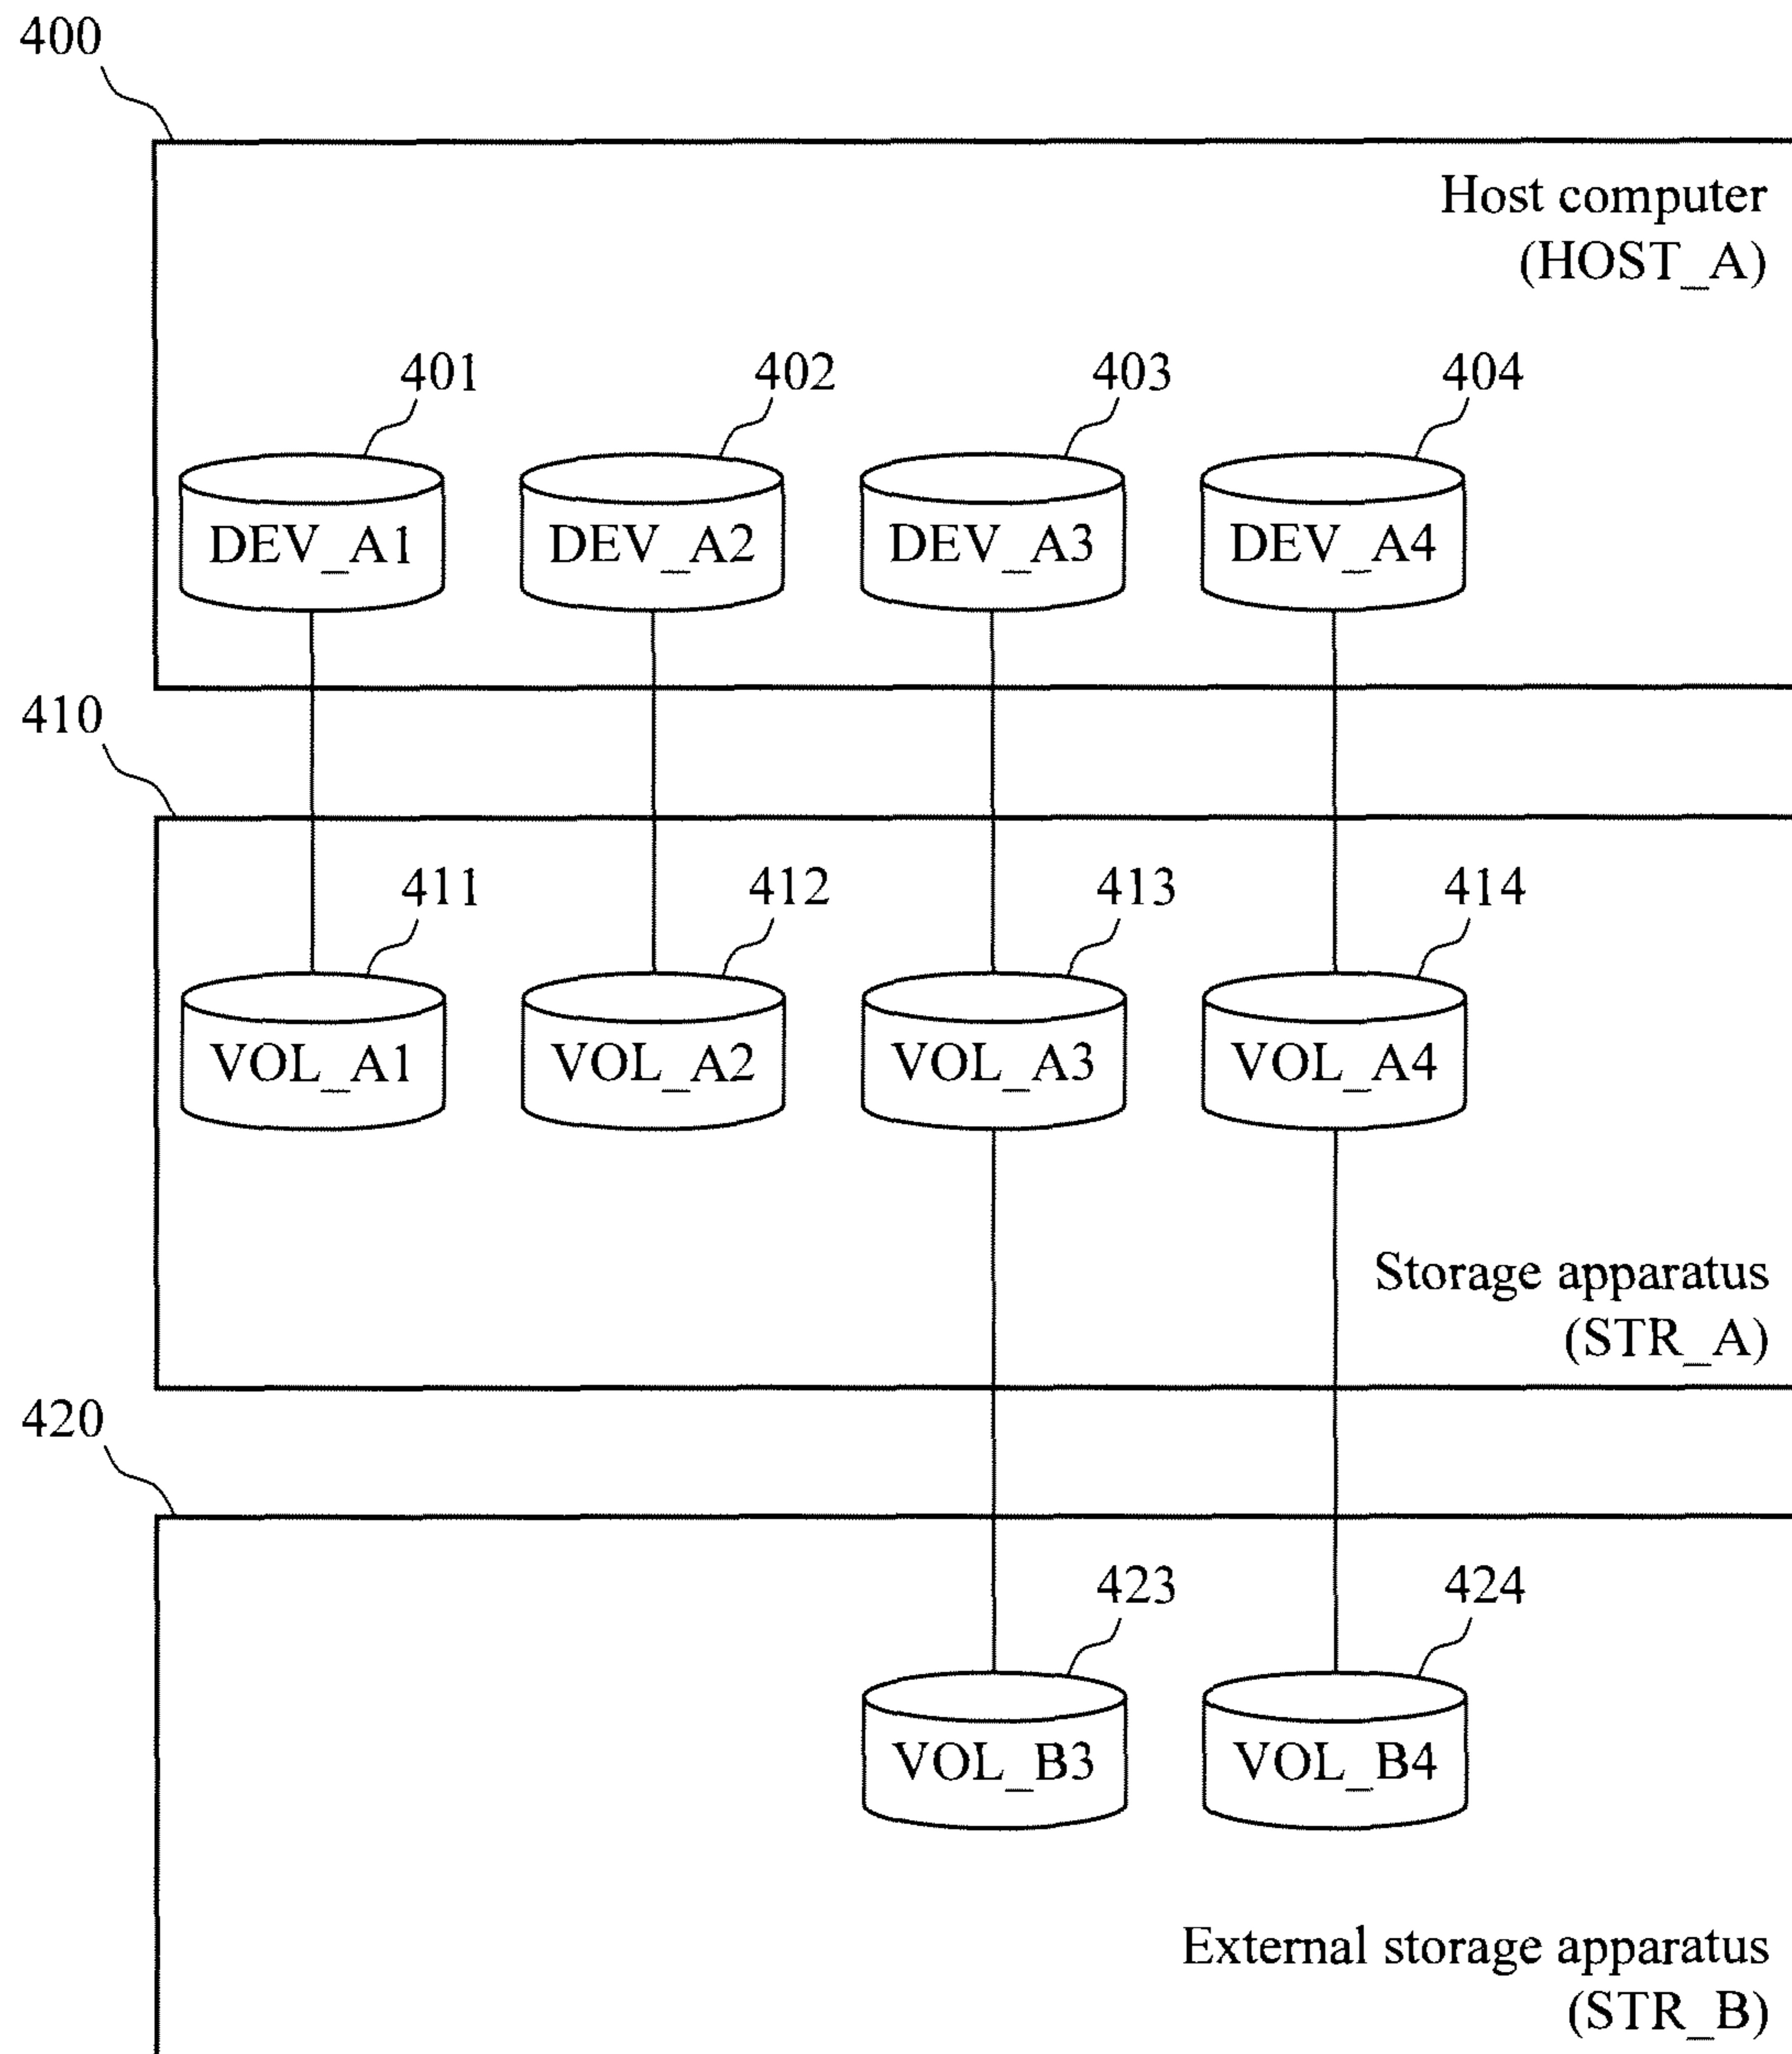 400
Host computer
(HOST_A)
401
402
403
404
DEV_A1
DEV_A2
DEV_A3
DEV_A4
410
411
412
413
414
VOL_A1
VOL_A2
VOL_A3
VOL_A4
Storage apparatus
(STR_A)
420
423
424
VOL_B3
VOL_B4
External storage apparatus
(STR_B)